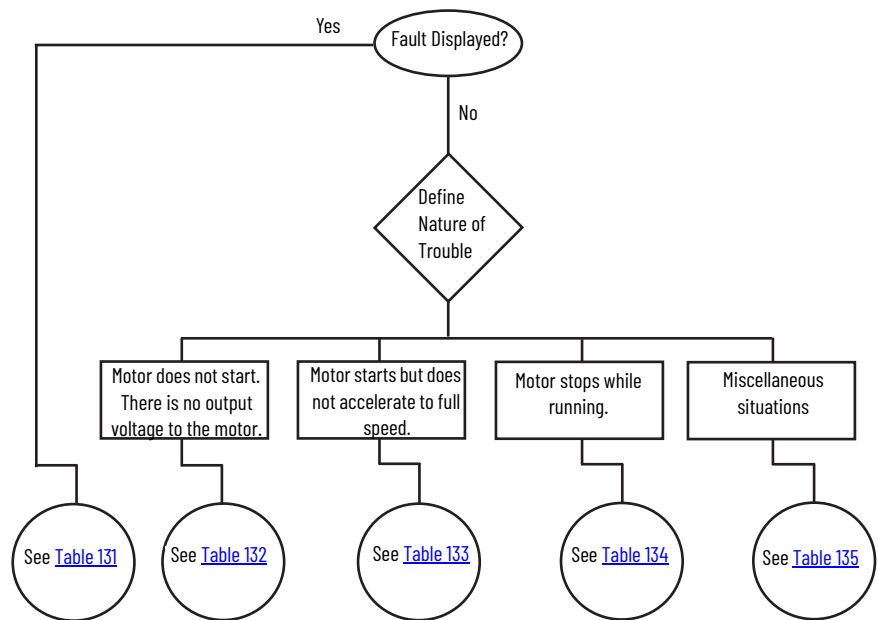 Yes
Fault Displayed?
No
Define
Nature of
Trouble
Motor does not start.
There is no output
voltage to the motor.
Motor starts but does
not accelerate to full
speed.
Motor stops while
running.
Miscellaneous
situations
See Table 131
See Table 132
See Table 133
See Table 134
See Table 135